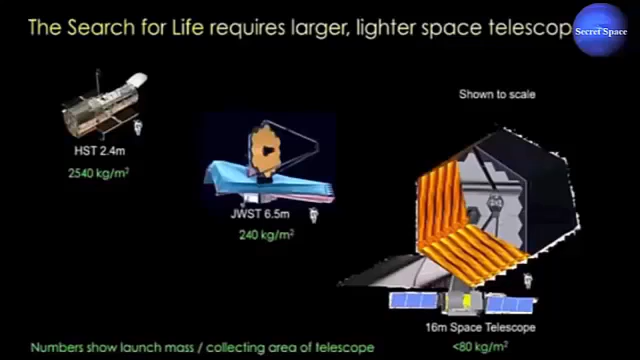 The Search for Life requires larger, lighter space telescop
Secret Space
Shown to scale
HST 2.4m
2540 kg/m²
JWST 6.5m
240 kg/m²
16m Space Telescope
<80 kg/m²
Numbers show launch mass / collecting area of telescope